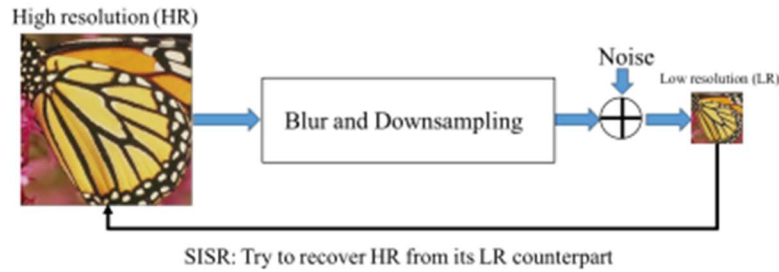 High resolution (HR)
Noise
Low resolution (LR)
Blur and Downsampling
SISR: Try to recover HR from its LR counterpart